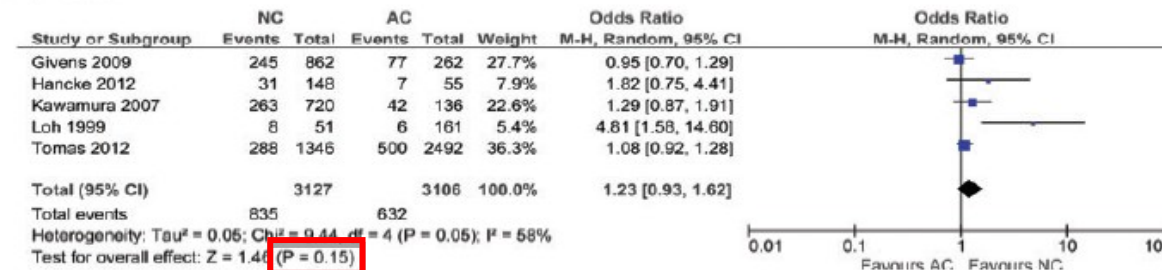 NC AC Odds Ratio Odds Ratio
Study or Subgroup Events Total Events Total Weight M-H, Random, 95% CI M-H, Random, 95% CI
Givens 2009 245 862 77 262 27.7% 0.95 [0.70, 1.29]
Hancke 2012 31 148 7 55 7.9% 1.82 [0.75, 4.41]
Kawamura 2007 263 720 42 136 22.6% 1.29 [0.87, 1.91]
Loh 1999 8 51 6 161 5.4% 4.81 [1.58, 14.60]
Tomas 2012 288 1346 500 2492 36.3% 1.08 [0.92, 1.28]
Total (95% CI) 3127 3106 100.0% 1.23 [0.93, 1.62]
Total events 835 632
Heterogeneity: Tau² = 0.05; Chi² = 9.44, df = 4 (P = 0.05); I² = 58%
Test for overall effect: Z = 1.46 (P = 0.15)
0.01 0.1 1 10 10
Favours AC Favours NC